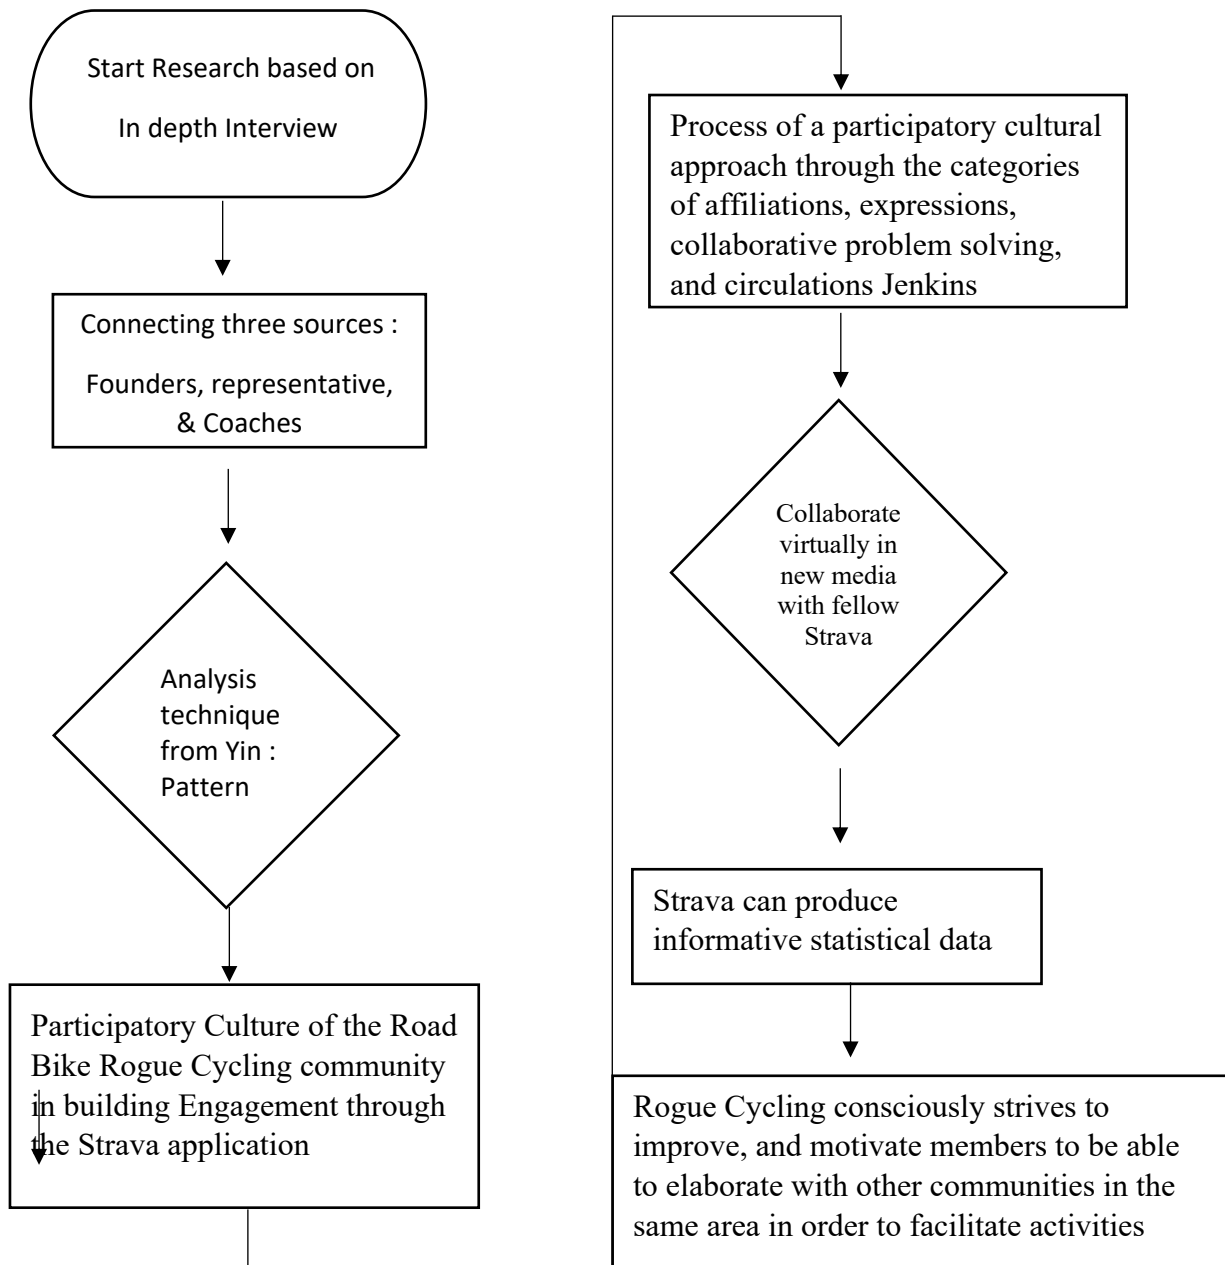 Start Research based on
In depth Interview
Connecting three sources :
Founders, representative,
& Coaches
Analysis
technique
from Yin :
Pattern
Participatory Culture of the Road
Bike Rogue Cycling community
in building Engagement through
the Strava application
Process of a participatory cultural
approach through the categories
of affiliations, expressions,
collaborative problem solving,
and circulations Jenkins
Collaborate
virtually in
new media
with fellow
Strava
Strava can produce
informative statistical data
Rogue Cycling consciously strives to
improve, and motivate members to be able
to elaborate with other communities in the
same area in order to facilitate activities